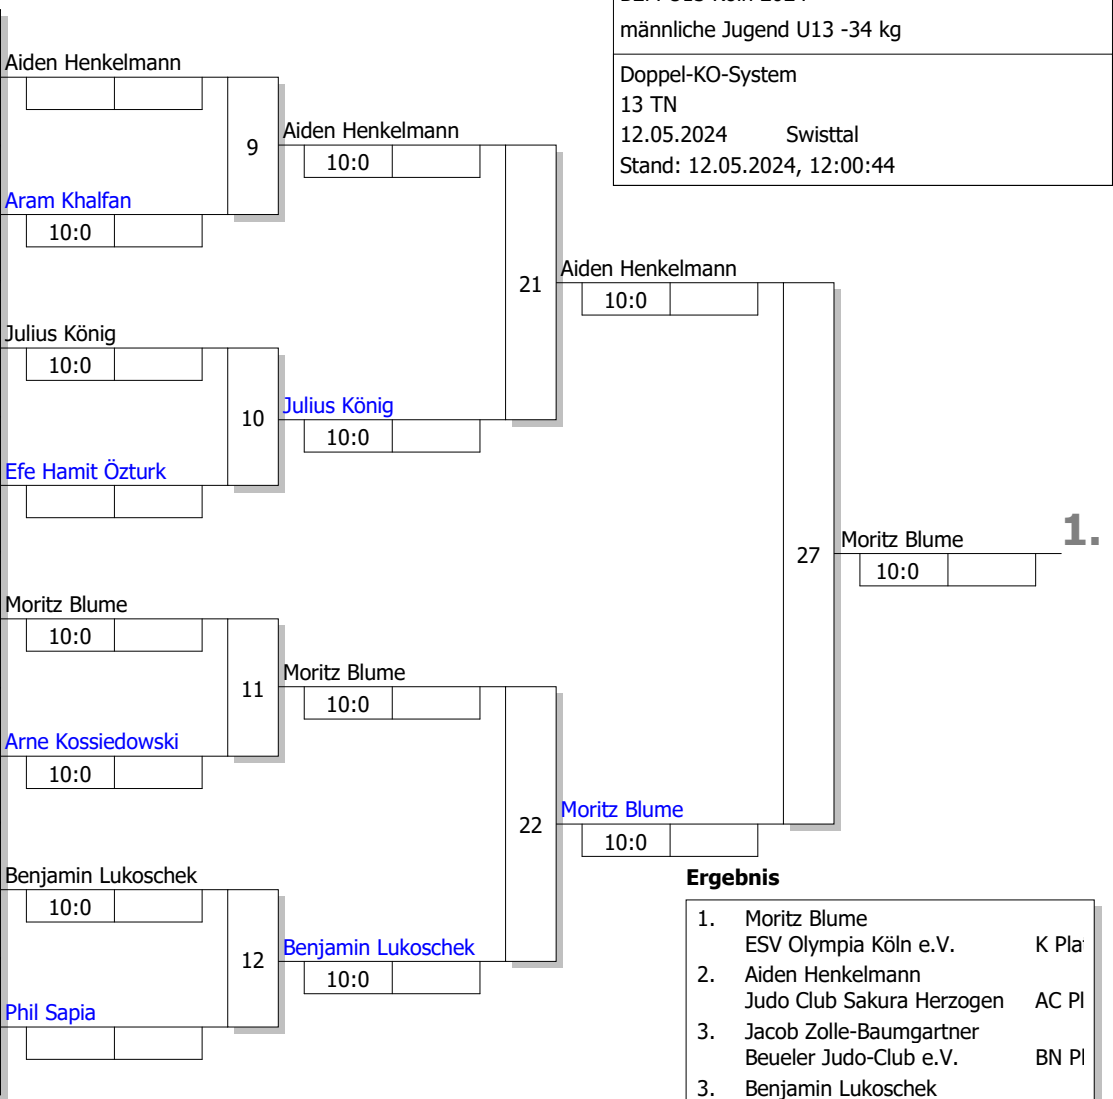 männliche Jugend U13 -34 kg
Doppel-KO-System
13 TN
12.05.2024 Swisttal
Stand: 12.05.2024, 12:00:44
Aiden Henkelmann
9
Aiden Henkelmann
10:0
Aram Khalfan
10:0
21
Aiden Henkelmann
10:0
Julius König
10:0
10
Julius König
10:0
Efe Hamit Özturk
27
Moritz Blume
10:0
1.
Moritz Blume
10:0
11
Moritz Blume
10:0
Arne Kossiedowski
10:0
22
Moritz Blume
10:0
Benjamin Lukoschek
10:0
12
Benjamin Lukoschek
10:0
Phil Sapia
Ergebnis
1. Moritz Blume
ESV Olympia Köln e.V. K Pla
2. Aiden Henkelmann
Judo Club Sakura Herzogen AC Pl
3. Jacob Zolle-Baumgartner
Beueler Judo-Club e.V. BN Pl
3. Benjamin Lukoschek